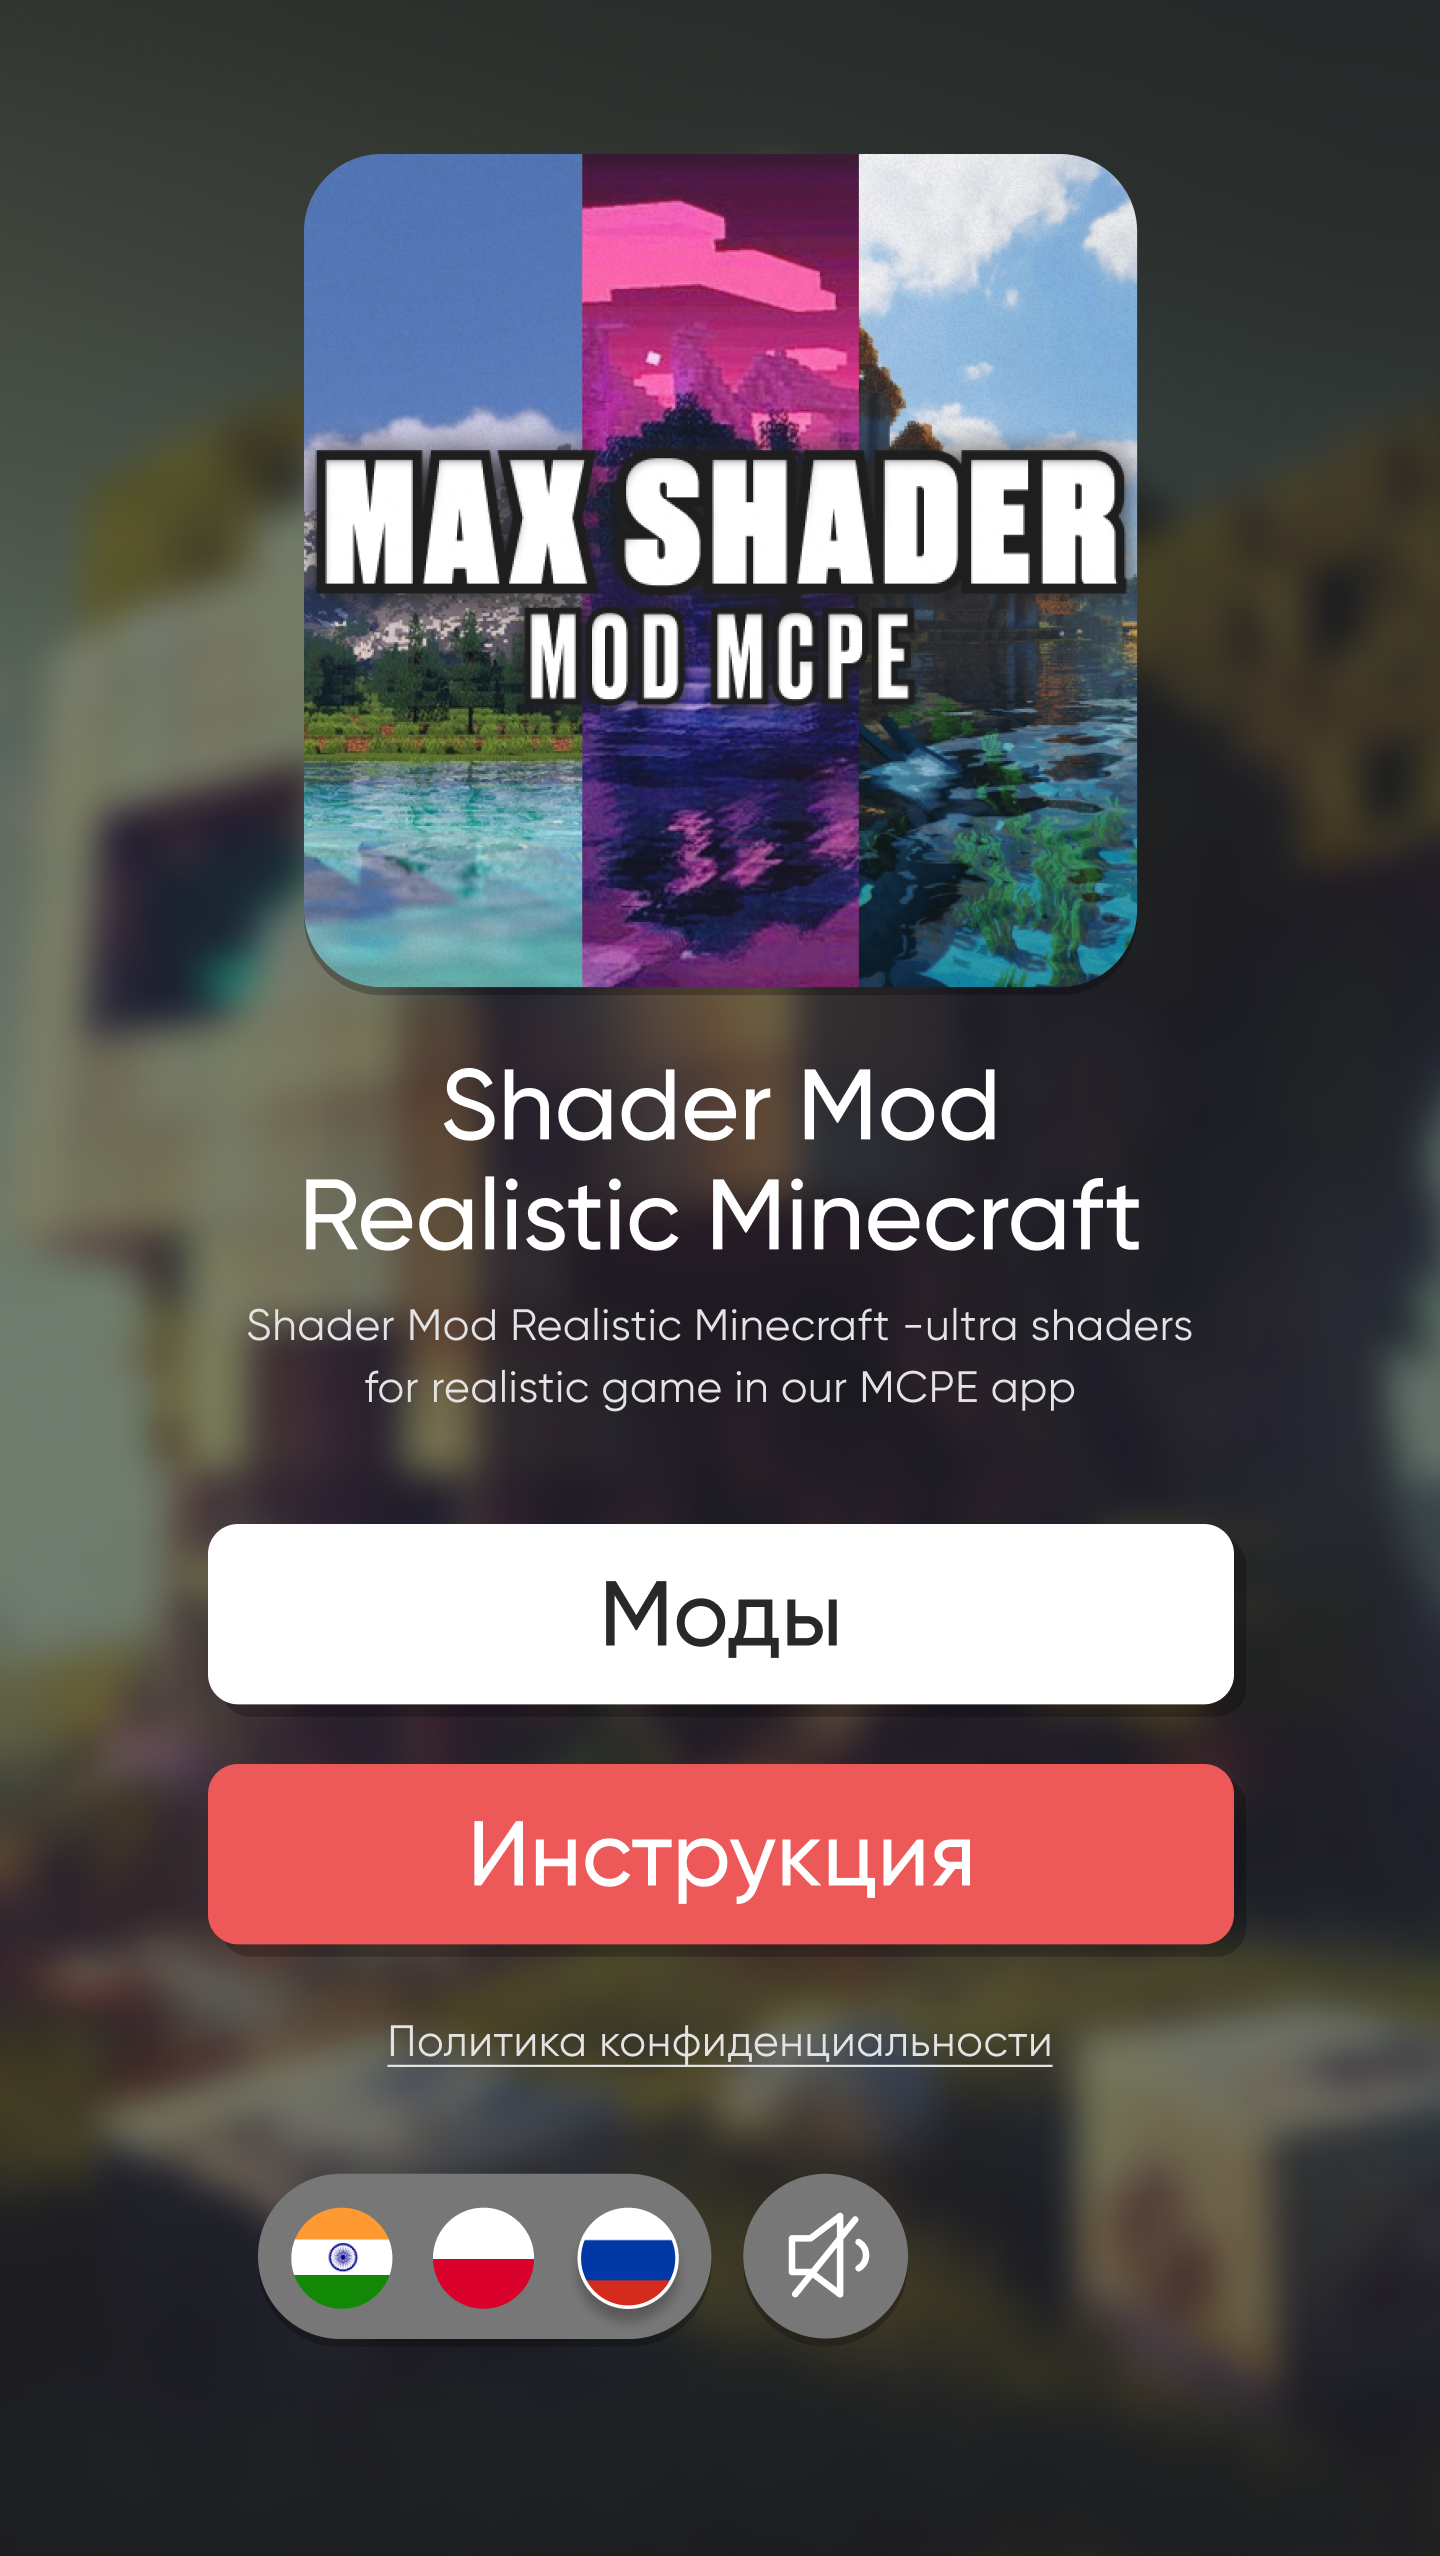 MAX SHADER
MOD MCPE
Shader Mod
Realistic Minecraft
Shader Mod Realistic Minecraft -ultra shaders
for realistic game in our MCPE app
Моды
Инструкция
Политика конфиденциальности